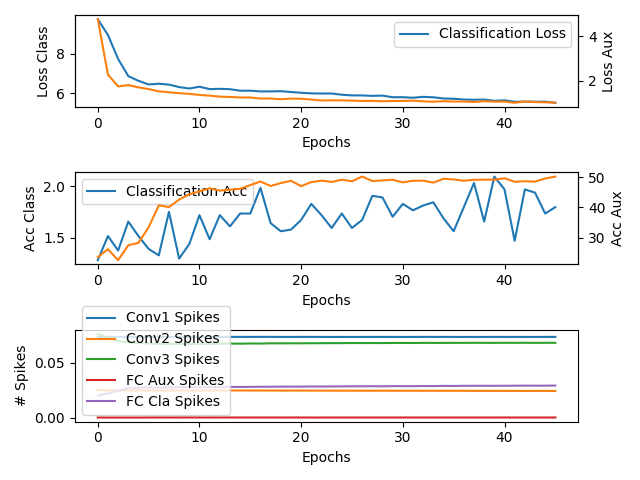 Loss Class
8
6
Classification Loss
4
2
Loss Aux
0 10 20 30 40
Epochs
Acc Class
2.0
1.5
Classification Acc
50
40
30
Acc Aux
0 10 20 30 40
Epochs
# Spikes
0.05
0.00
Conv1 Spikes
Conv2 Spikes
Conv3 Spikes
FC Aux Spikes
FC Cla Spikes
0 10 20 30 40
Epochs